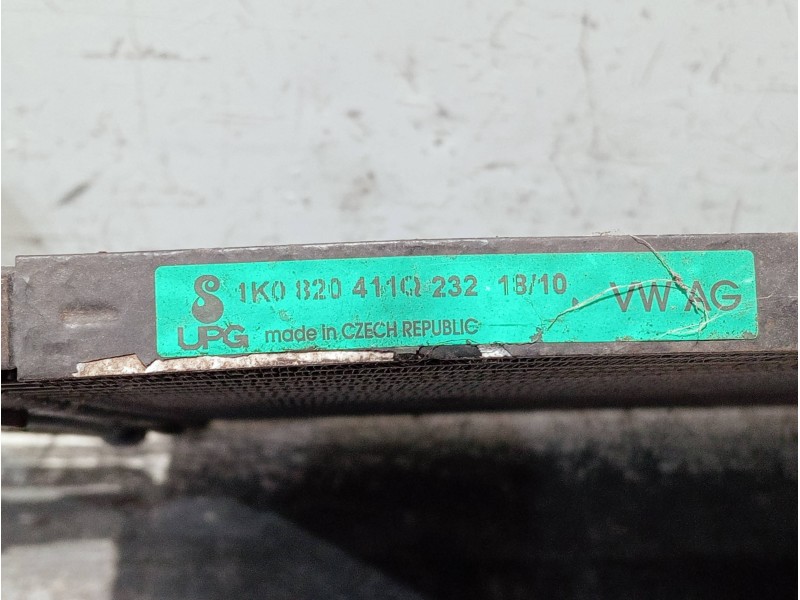 1K0 820 411Q 232 18/10 VW AG
UPG made in CZECH REPUBLIC